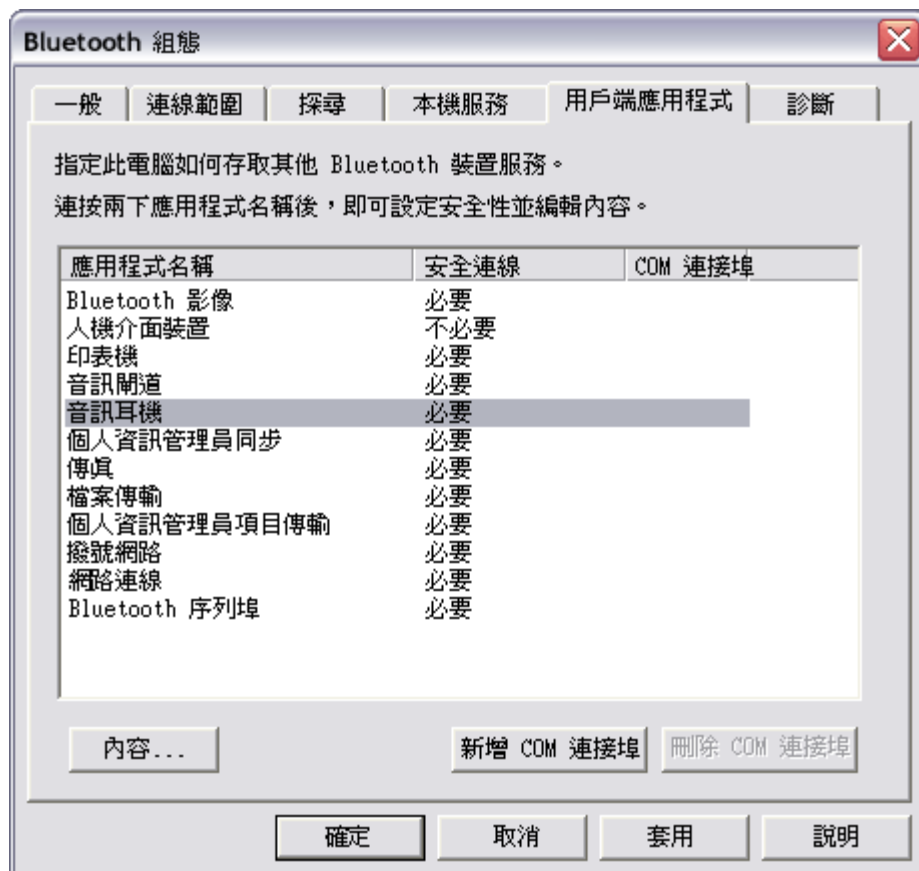 Bluetooth 組態
一般 連線範圍 探尋 本機服務 用戶端應用程式 診斷
指定此電腦如何存取其他 Bluetooth 裝置服務。
連按兩下應用程式名稱後，即可設定安全性並編輯內容。
應用程式名稱 安全連線 COM 連接埠
Bluetooth 影像 必要
人機介面裝置 不必要
印表機 必要
音訊閘道 必要
音訊耳機 必要
個人資訊管理員同步 必要
傳眞 必要
檔案傳輸 必要
個人資訊管理員項目傳輸 必要
撥號網路 必要
網路連線 必要
Bluetooth 序列埠 必要
內容... 新增 COM 連接埠 刪除 COM 連接埠
確定 取消 套用 說明